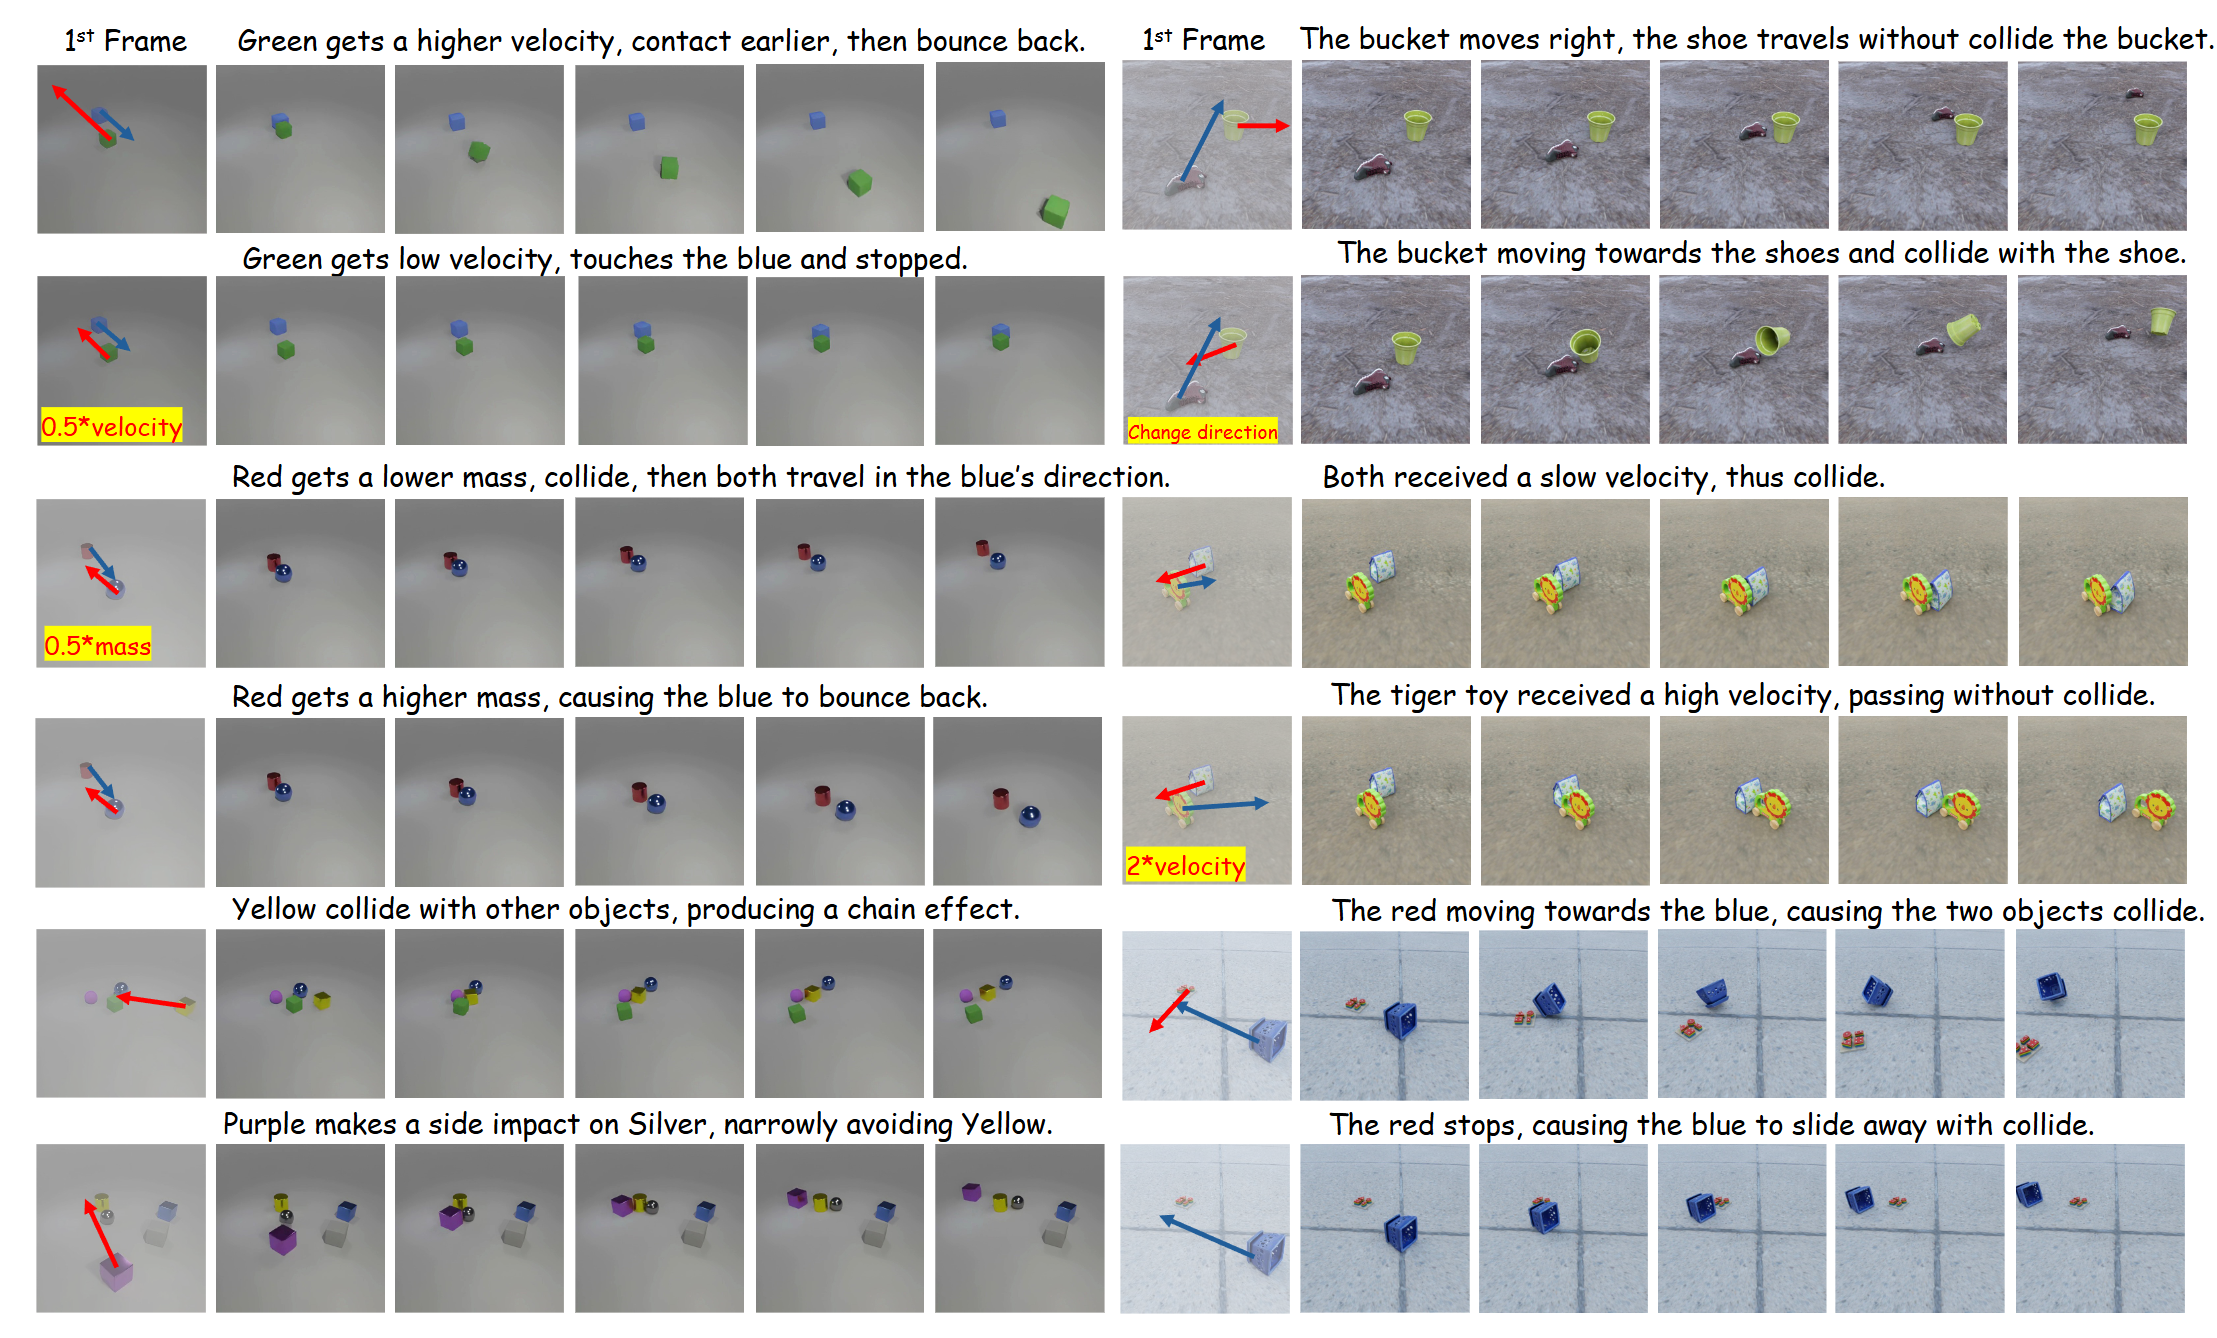 1st Frame
Green gets a higher velocity, contact earlier, then bounce back.
Green gets low velocity, touches the blue and stopped.
0.5*velocity
Red gets a lower mass, collide, then both travel in the blue's direction.
0.5*mass
Red gets a higher mass, causing the blue to bounce back.
Yellow collide with other objects, producing a chain effect.
Purple makes a side impact on Silver, narrowly avoiding Yellow.
1st Frame
The bucket moves right, the shoe travels without collide the bucket.
The bucket moving towards the shoes and collide with the shoe.
Change direction
Both received a slow velocity, thus collide.
The tiger toy received a high velocity, passing without collide.
2*velocity
The red moving towards the blue, causing the two objects collide.
The red stops, causing the blue to slide away with collide.